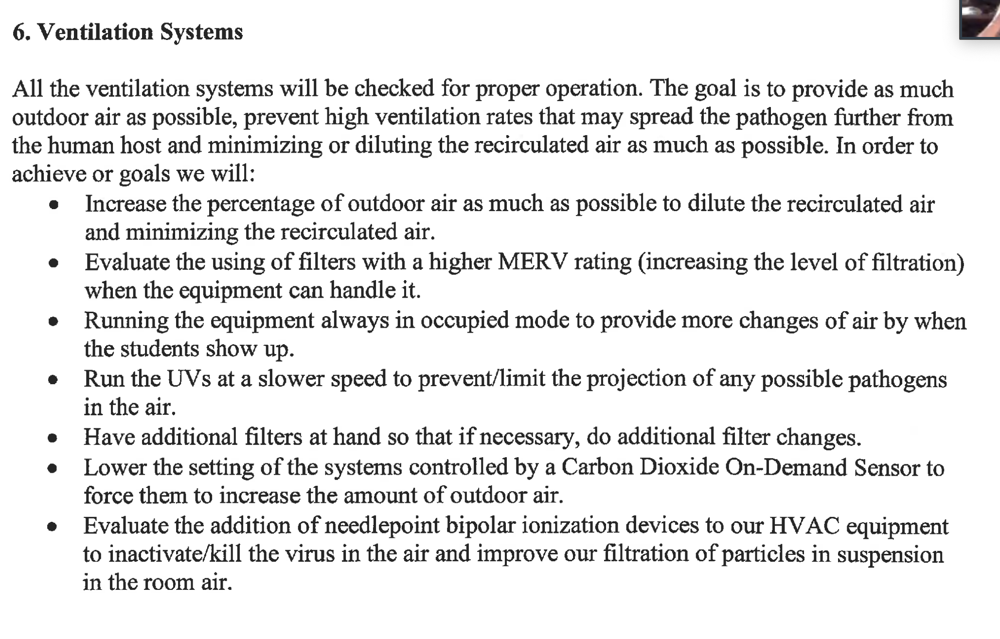 6. Ventilation Systems
All the ventilation systems will be checked for proper operation. The goal is to provide as much
outdoor air as possible, prevent high ventilation rates that may spread the pathogen further from
the human host and minimizing or diluting the recirculated air as much as possible. In order to
achieve or goals we will:
• Increase the percentage of outdoor air as much as possible to dilute the recirculated air
and minimizing the recirculated air.
• Evaluate the using of filters with a higher MERV rating (increasing the level of filtration)
when the equipment can handle it.
• Running the equipment always in occupied mode to provide more changes of air by when
the students show up.
• Run the UVs at a slower speed to prevent/limit the projection of any possible pathogens
in the air.
• Have additional filters at hand so that if necessary, do additional filter changes.
• Lower the setting of the systems controlled by a Carbon Dioxide On-Demand Sensor to
force them to increase the amount of outdoor air.
• Evaluate the addition of needlepoint bipolar ionization devices to our HVAC equipment
to inactivate/kill the virus in the air and improve our filtration of particles in suspension
in the room air.